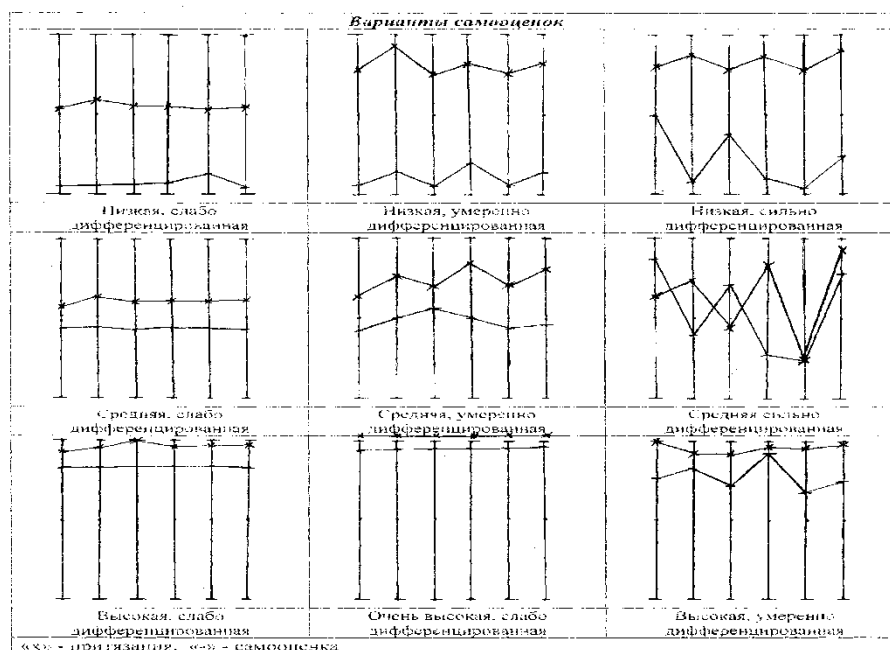 Варианты самооценок
Низкая, слабо
дифференцированная
Низкая, умеренно
дифференцированная
Низкая, сильно
дифференцированная
Средняя, слабо
дифференцированная
Средняя, умеренно
дифференцированная
Средняя сильно
дифференцированная
Высокая, слабо
дифференцированная
Очень высокая, слабо
дифференцированная
Высокая, умеренно
дифференцированная
«х» - притязания, «-» - самооценка